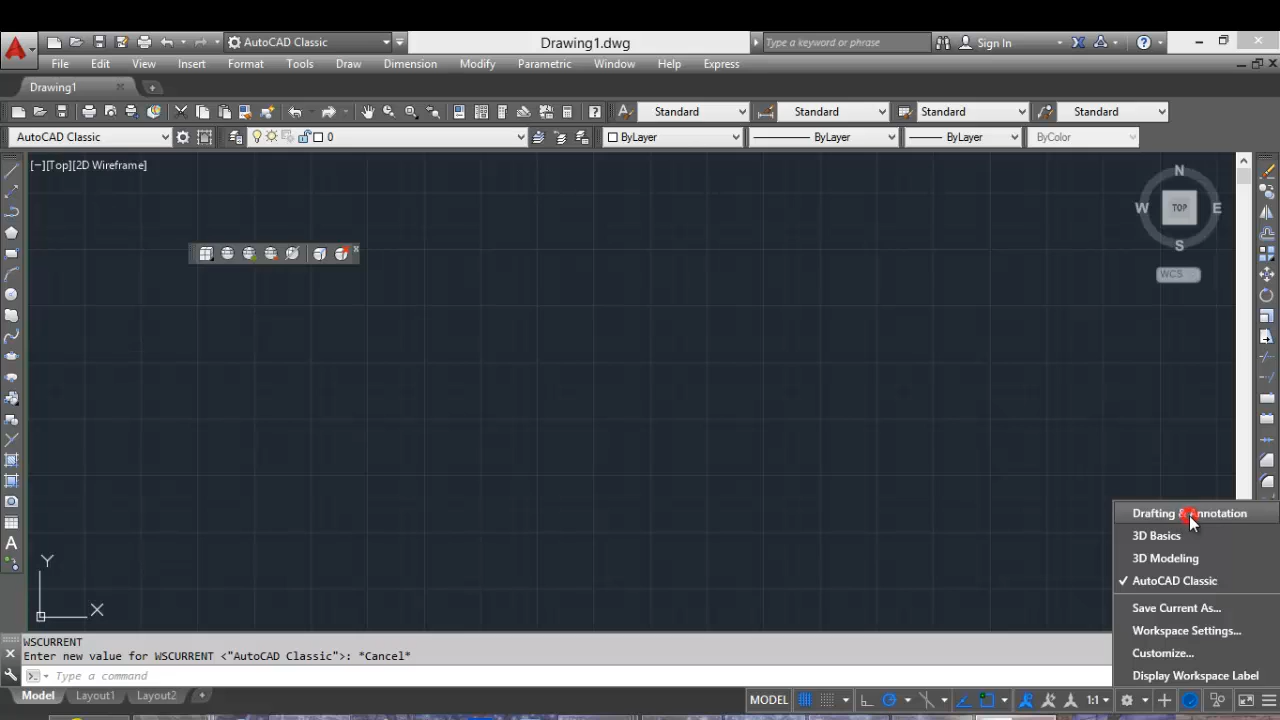 AutoCAD Classic
Drawing1.dwg
Type a keyword or phrase
Sign In
File Edit View Insert Format Tools Draw Dimension Modify Parametric Window Help Express
Drawing1
Standard Standard Standard Standard
AutoCAD Classic 0 ByLayer ByLayer ByLayer ByColor
[−][Top][2D Wireframe]
N
W TOP E
S
WCS
Y
X
Drafting & Annotation
3D Basics
3D Modeling
AutoCAD Classic
Save Current As...
Workspace Settings...
Customize...
Display Workspace Label
WSCURRENT
Enter new value for WSCURRENT <"AutoCAD Classic">: *Cancel*
Type a command
Model Layout1 Layout2 +
MODEL 1:1